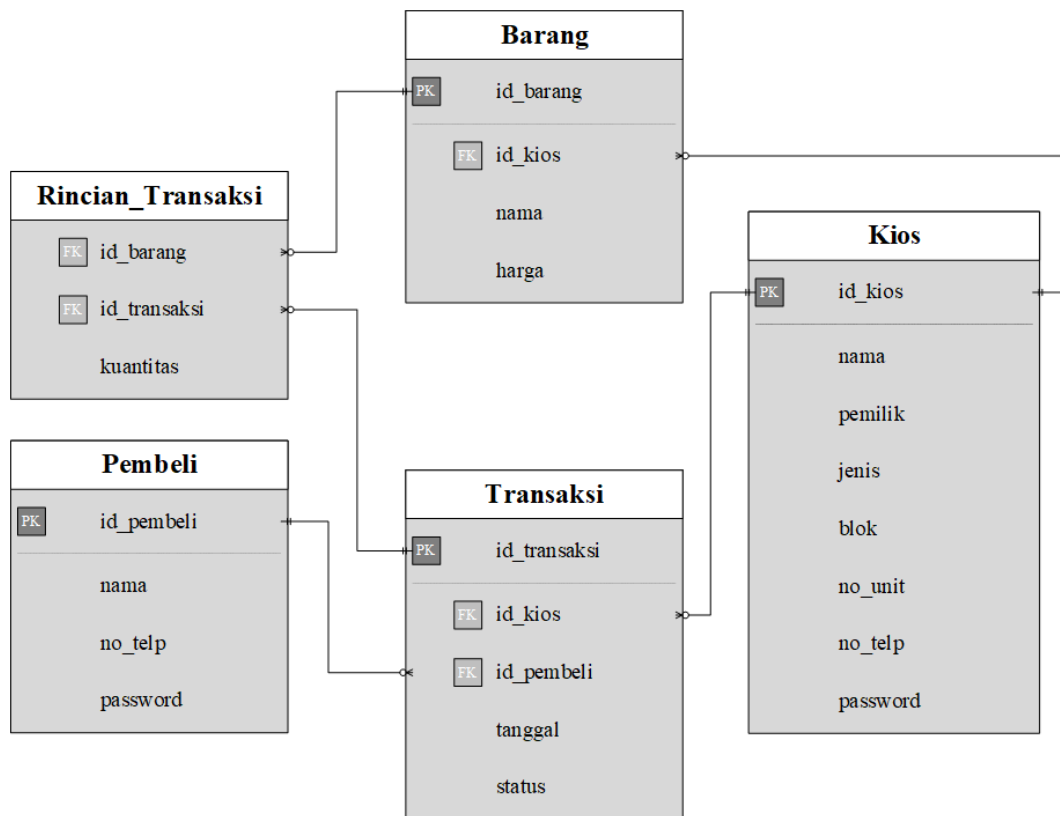 Barang
PK id_barang
FK id_kios
nama
harga
Rincian_Transaksi
FK id_barang
FK id_transaksi
kuantitas
Kios
PK id_kios
nama
pemilik
jenis
blok
no_unit
no_telp
password
Pembeli
PK id_pembeli
nama
no_telp
password
Transaksi
PK id_transaksi
FK id_kios
FK id_pembeli
tanggal
status